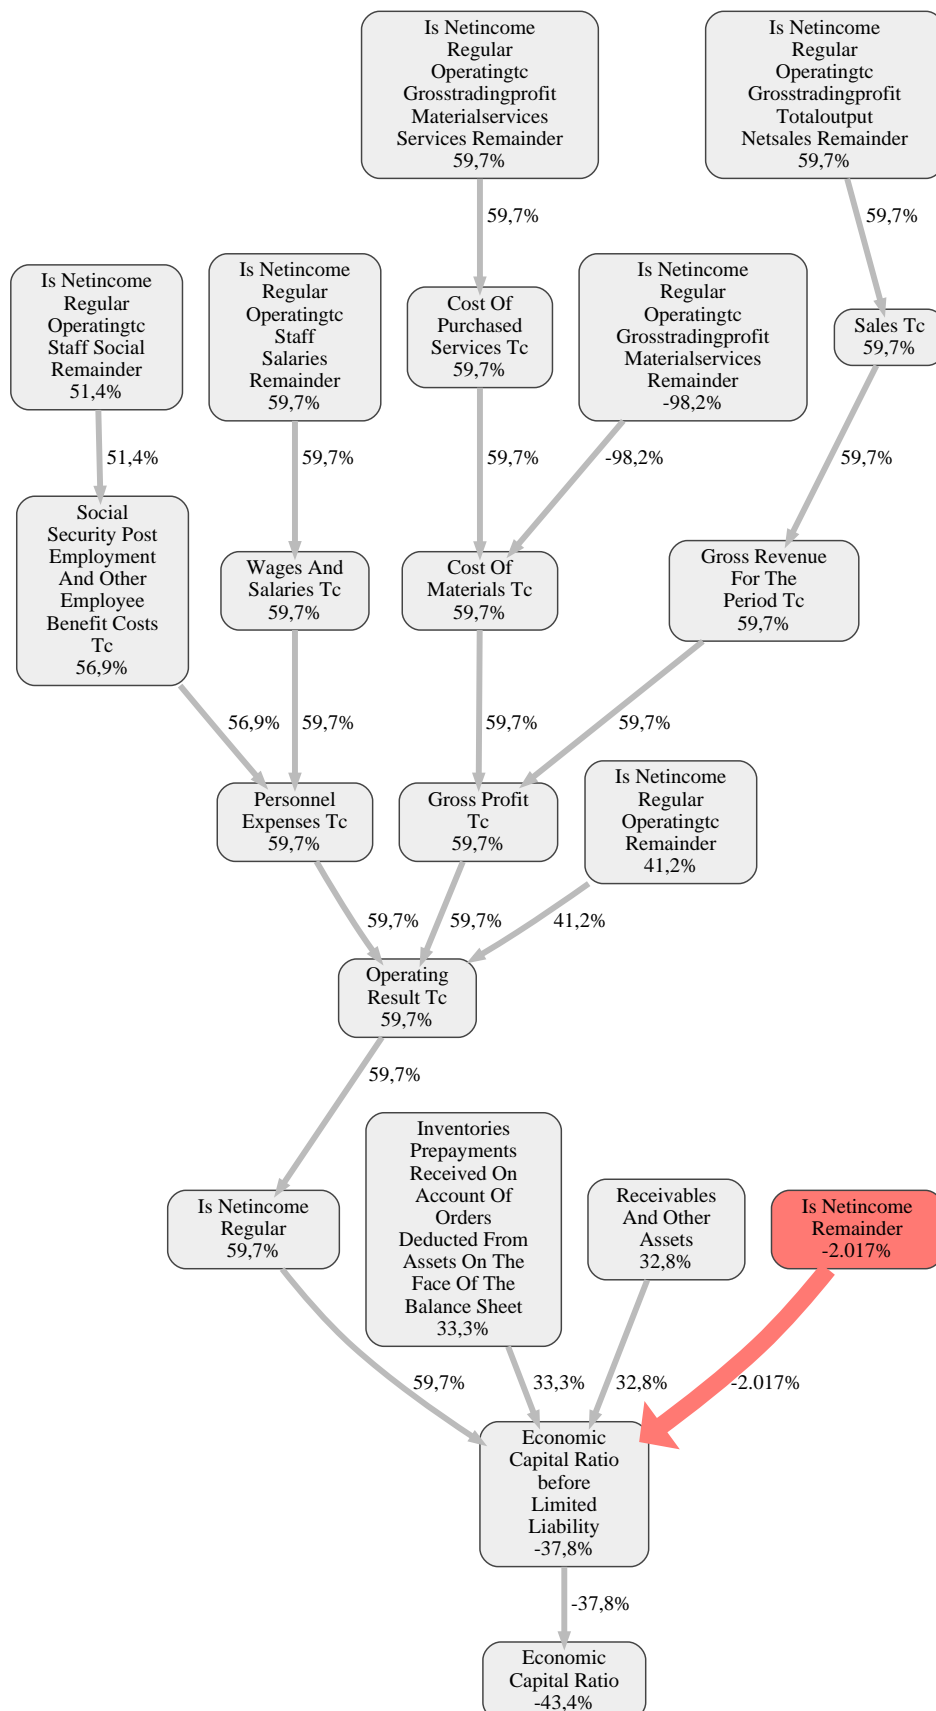 Is Netincome
Regular
Operatingtc
Grosstradingprofit
Materialservices
Services Remainder
59,7%
Is Netincome
Regular
Operatingtc
Grosstradingprofit
Totaloutput
Netsales Remainder
59,7%
59,7%
59,7%
Is Netincome
Regular
Operatingtc
Staff Social
Remainder
51,4%
Is Netincome
Regular
Operatingtc
Staff
Salaries
Remainder
59,7%
Cost Of
Purchased
Services Tc
59,7%
Is Netincome
Regular
Operatingtc
Grosstradingprofit
Materialservices
Remainder
-98,2%
Sales Tc
59,7%
51,4%
59,7%
59,7%
-98,2%
59,7%
Social
Security Post
Employment
And Other
Employee
Benefit Costs
Tc
56,9%
Wages And
Salaries Tc
59,7%
Cost Of
Materials Tc
59,7%
Gross Revenue
For The
Period Tc
59,7%
56,9%
59,7%
59,7%
59,7%
Personnel
Expenses Tc
59,7%
Gross Profit
Tc
59,7%
Is Netincome
Regular
Operatingtc
Remainder
41,2%
59,7%
59,7%
41,2%
Operating
Result Tc
59,7%
59,7%
Is Netincome
Regular
59,7%
Inventories
Prepayments
Received On
Account Of
Orders
Deducted From
Assets On The
Face Of The
Balance Sheet
33,3%
Receivables
And Other
Assets
32,8%
Is Netincome
Remainder
-2.017%
59,7%
33,3%
32,8%
-2.017%
Economic
Capital Ratio
before
Limited
Liability
-37,8%
-37,8%
Economic
Capital Ratio
-43,4%